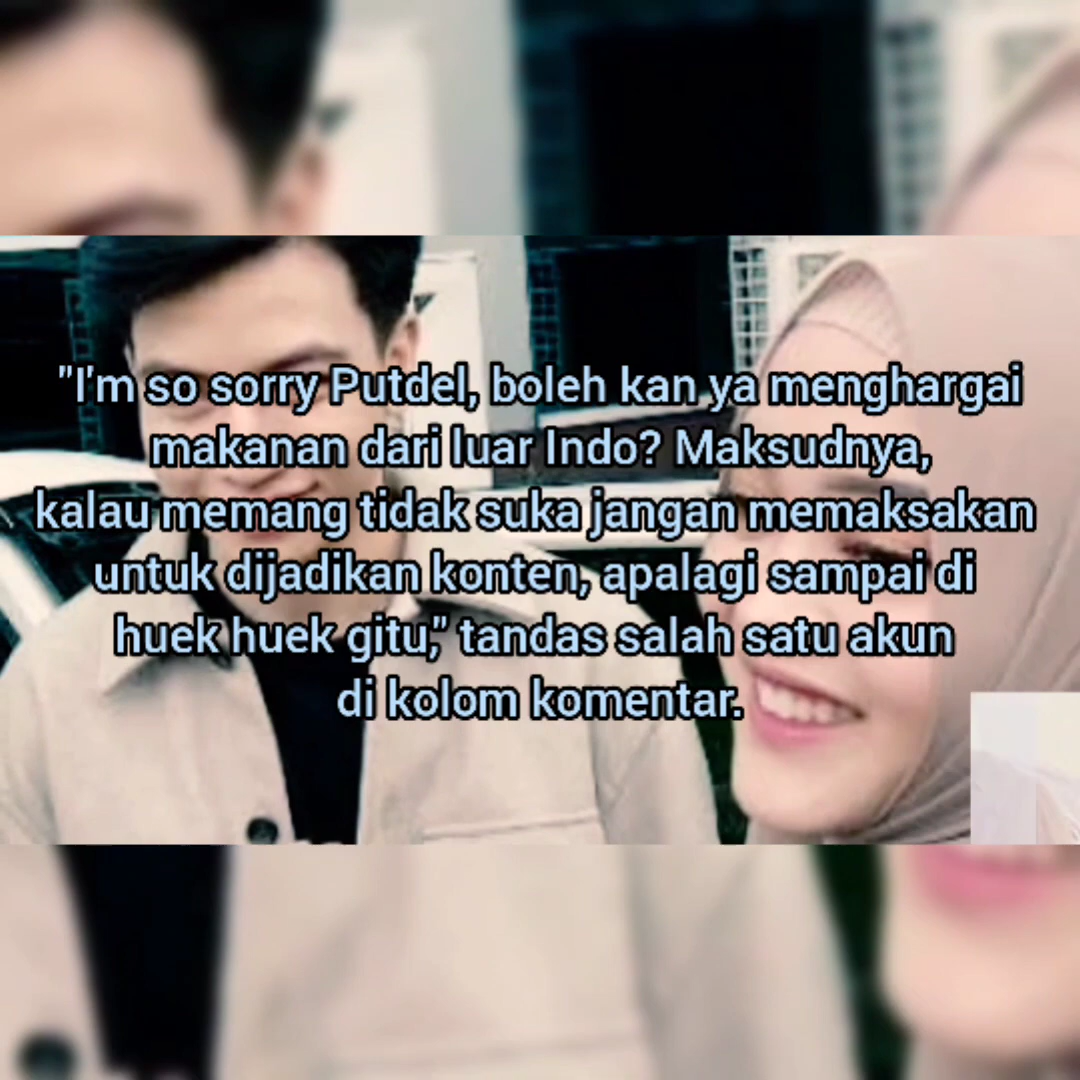 "I'm so sorry Putdel, boleh kan ya menghargai
makanan dari luar Indo? Maksudnya,
kalau memang tidak suka jangan memaksakan
untuk dijadikan konten, apalagi sampai di
huek huek gitu," tandas salah satu akun
di kolom komentar.